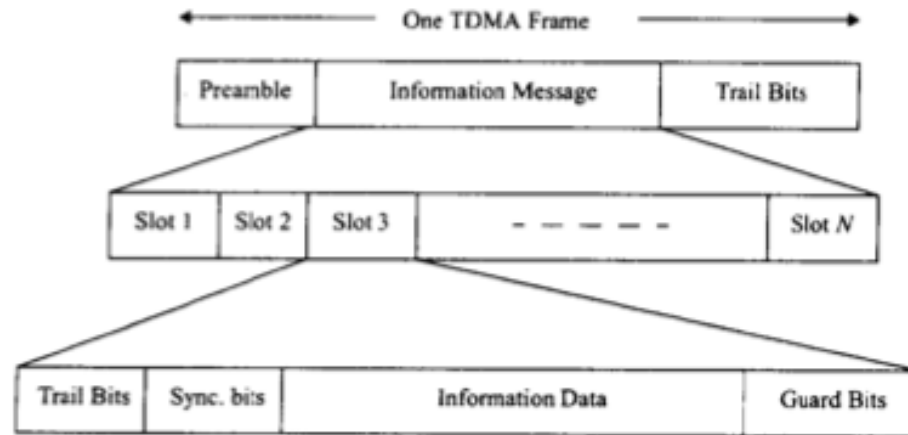 One TDMA Frame
Preamble Information Message Trail Bits
Slot 1 Slot 2 Slot 3 Slot N
Trail Bits Sync. bits Information Data Guard Bits